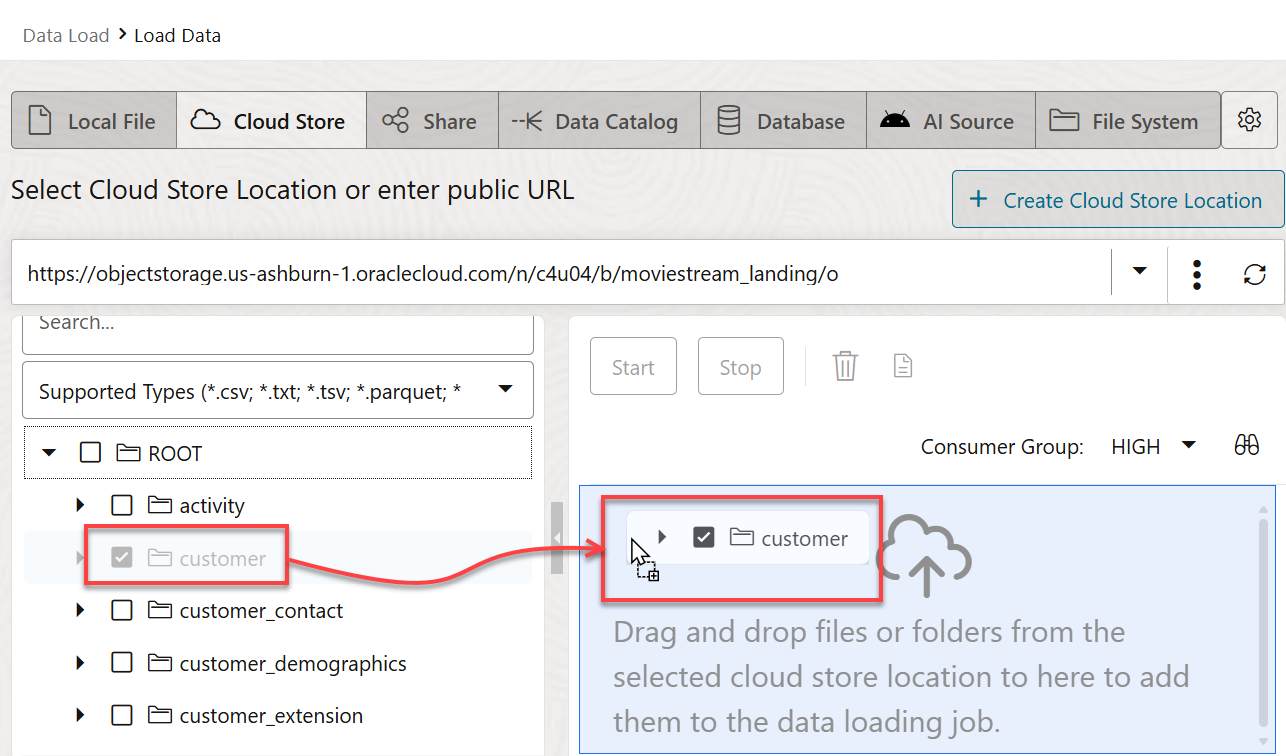 Data Load > Load Data
Local File Cloud Store Share Data Catalog Database AI Source File System
Select Cloud Store Location or enter public URL
+ Create Cloud Store Location
https://objectstorage.us-ashburn-1.oraclecloud.com/n/c4u04/b/moviestream_landing/o
Search...
Supported Types (*.csv; *.txt; *.tsv; *.parquet; *
ROOT
activity
customer
customer_contact
customer_demographics
customer_extension
Start Stop
Consumer Group: HIGH
customer
Drag and drop files or folders from the
selected cloud store location to here to add
them to the data loading job.